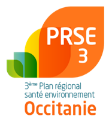 PRSE
3
3ème Plan régional
santé environnement
Occitanie